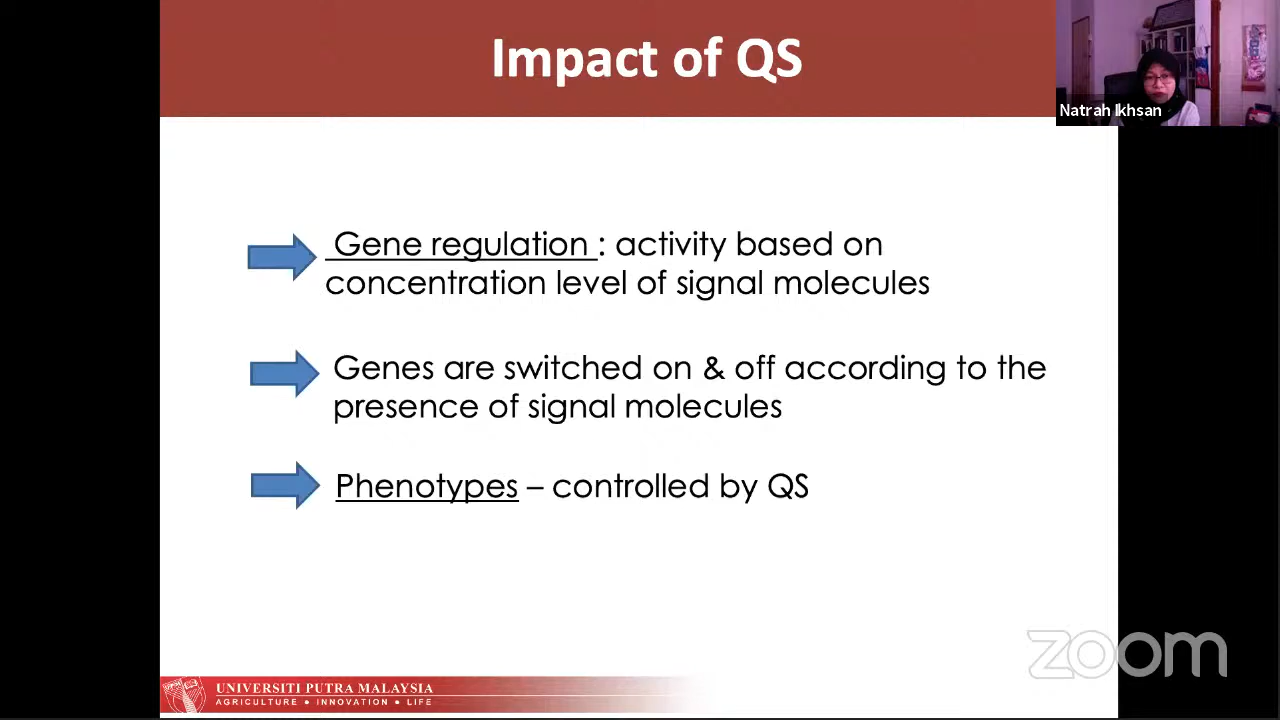 Impact of QS
Natrah Ikhsan
Gene regulation : activity based on
concentration level of signal molecules
Genes are switched on & off according to the
presence of signal molecules
Phenotypes – controlled by QS
zoom
UNIVERSITI PUTRA MALAYSIA
AGRICULTURE • INNOVATION • LIFE